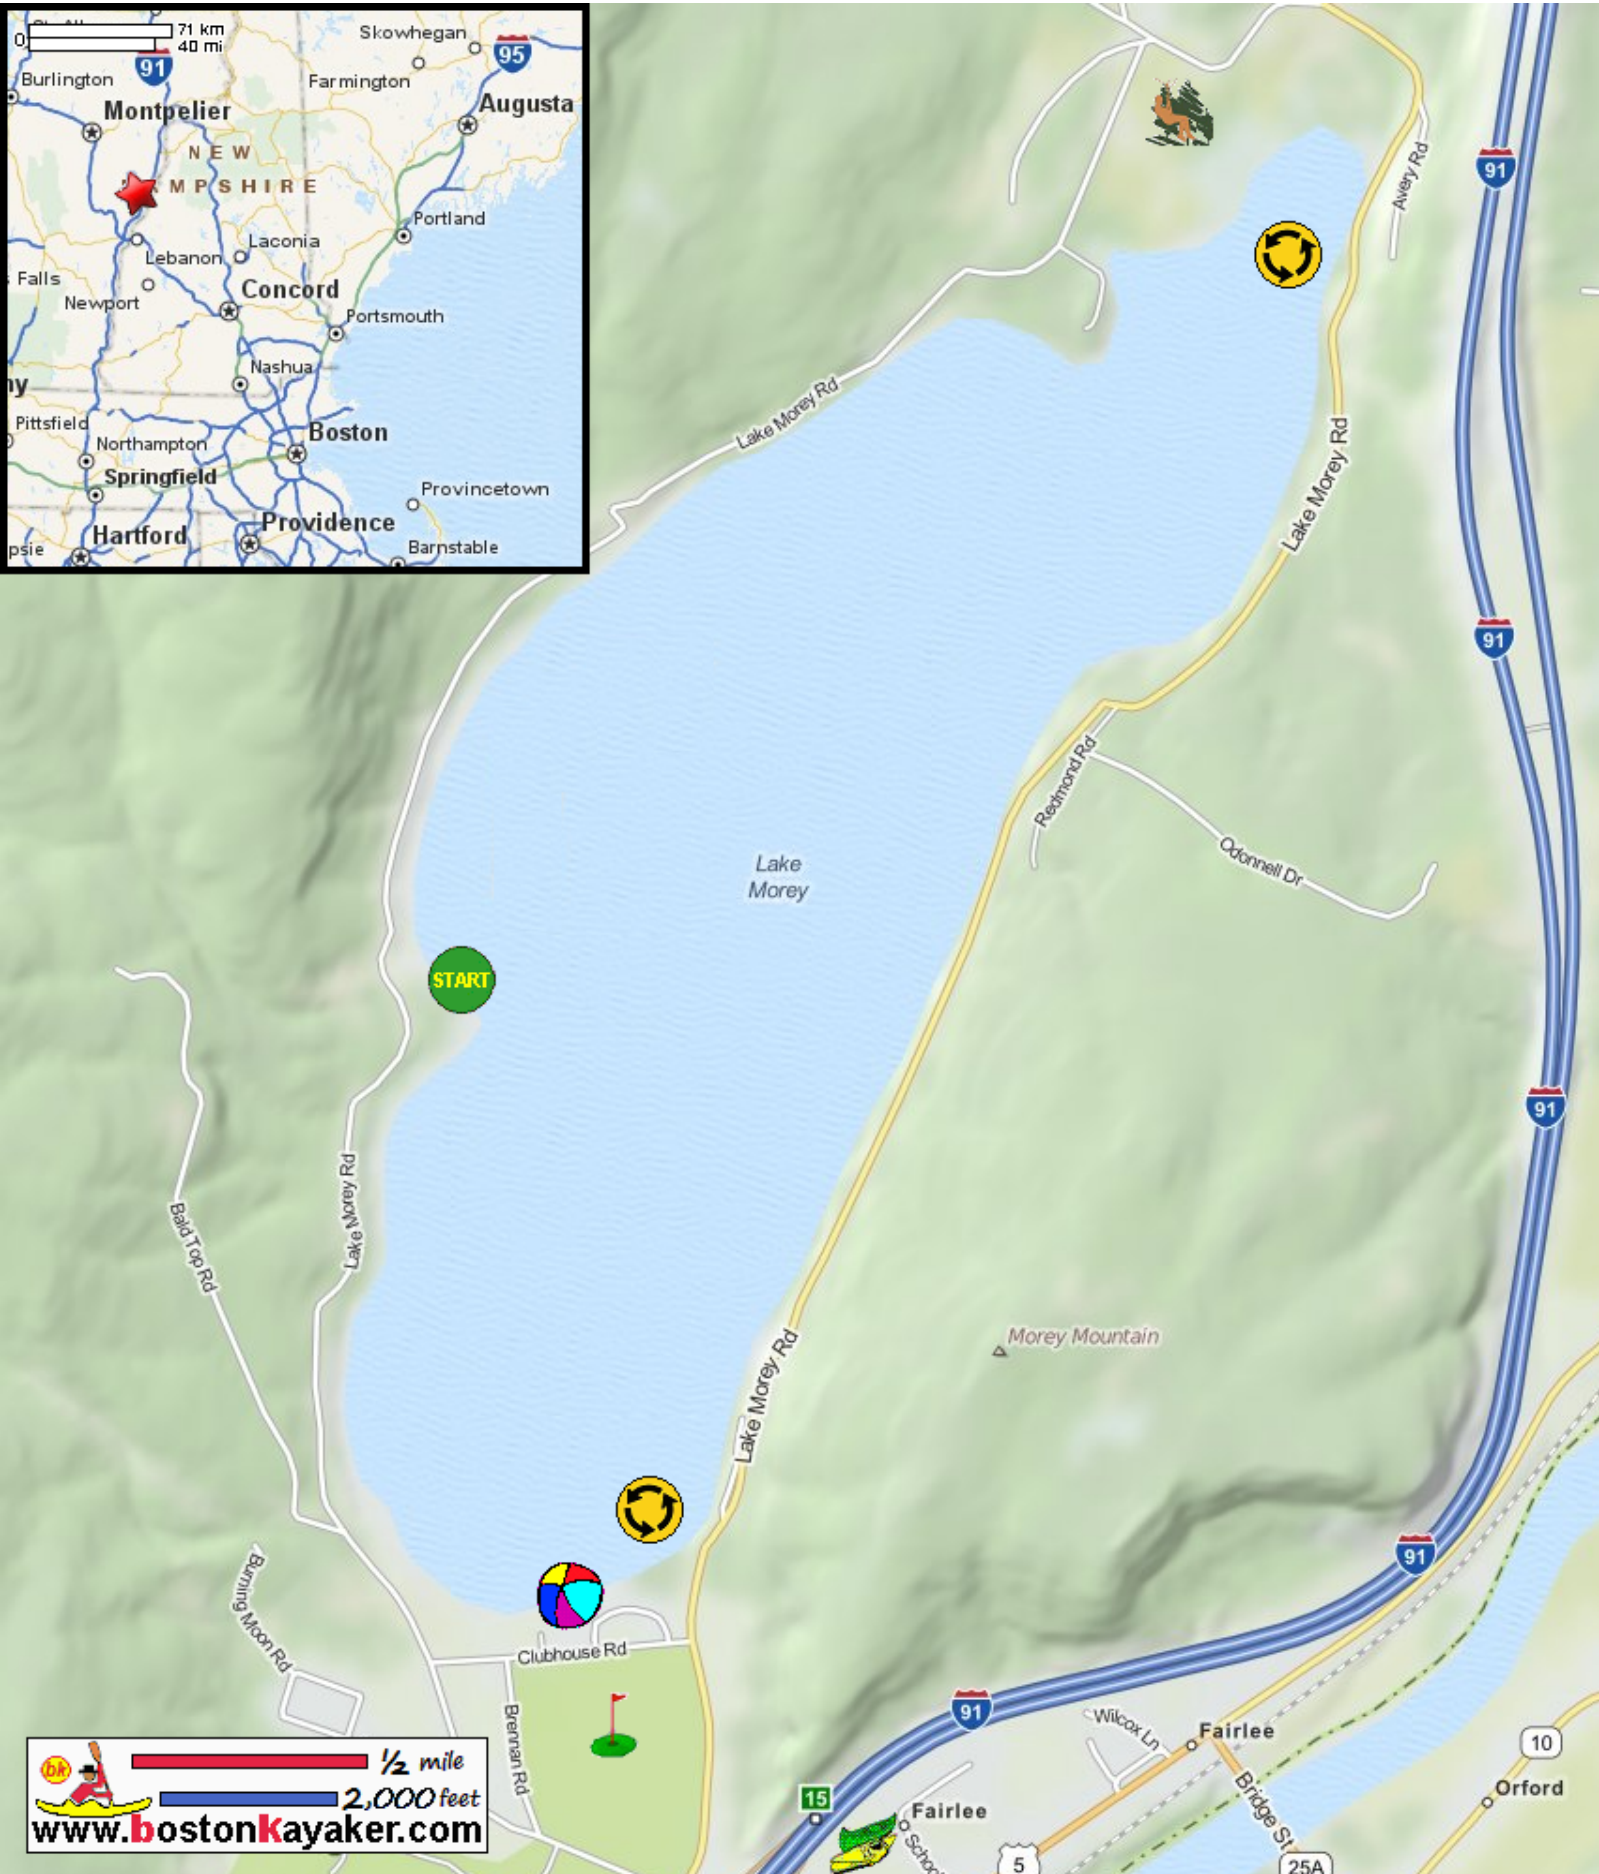 0
71 km
40 mi
91
95
Skowhegan
Burlington
Farmington
Montpelier
Augusta
NEW
MPSHIRE
Portland
Laconia
Lebanon
Falls
Newport
Concord
Portsmouth
Nashua
ny
Pittsfield
Northampton
Boston
Springfield
Provincetown
Providence
Hartford
psie
Barnstable
91
Avery Rd
Lake Morey Rd
Lake Morey Rd
91
Redmond Rd
Odonnell Dr
Lake
Morey
START
91
Lake Morey Rd
Bald Top Rd
Morey Mountain
Lake Morey Rd
91
Burning Moon Rd
Clubhouse Rd
Brennan Rd
91
Wilcox Ln
Fairlee
10
Bridge St
Orford
15
Fairlee
Schoo
5
25A
bk
½ mile
2,000 feet
www.bostonkayaker.com